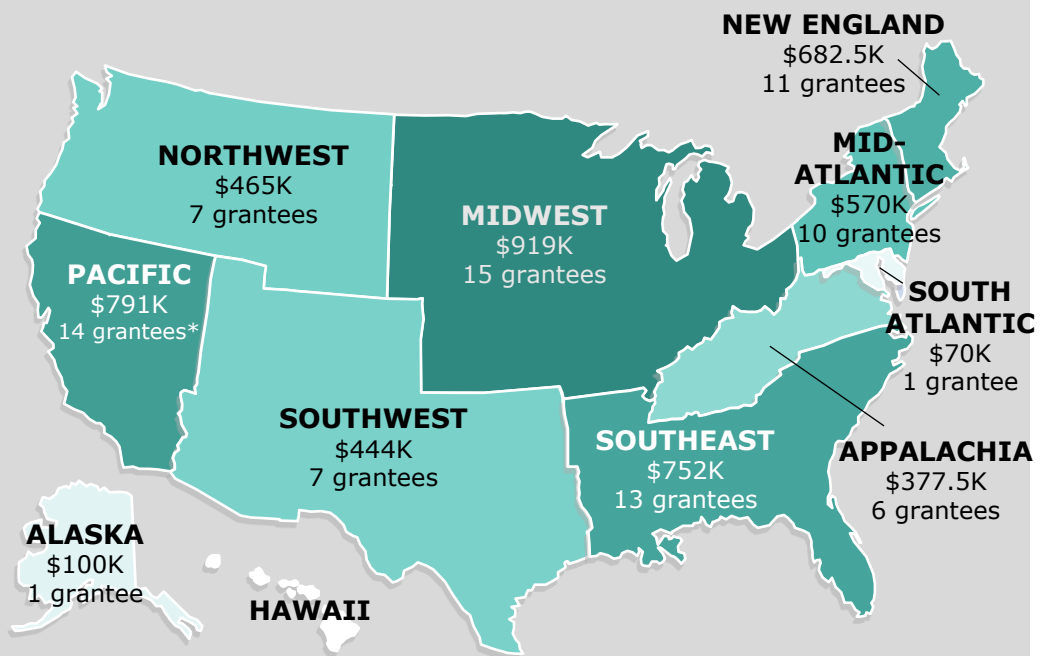 NEW ENGLAND
$682.5K
11 grantees
MID-
ATLANTIC
$570K
10 grantees
NORTHWEST
$465K
7 grantees
MIDWEST
$919K
15 grantees
PACIFIC
$791K
14 grantees*
SOUTH
ATLANTIC
$70K
1 grantee
SOUTHWEST
$444K
7 grantees
SOUTHEAST
$752K
13 grantees
APPALACHIA
$377.5K
6 grantees
ALASKA
$100K
1 grantee
HAWAII